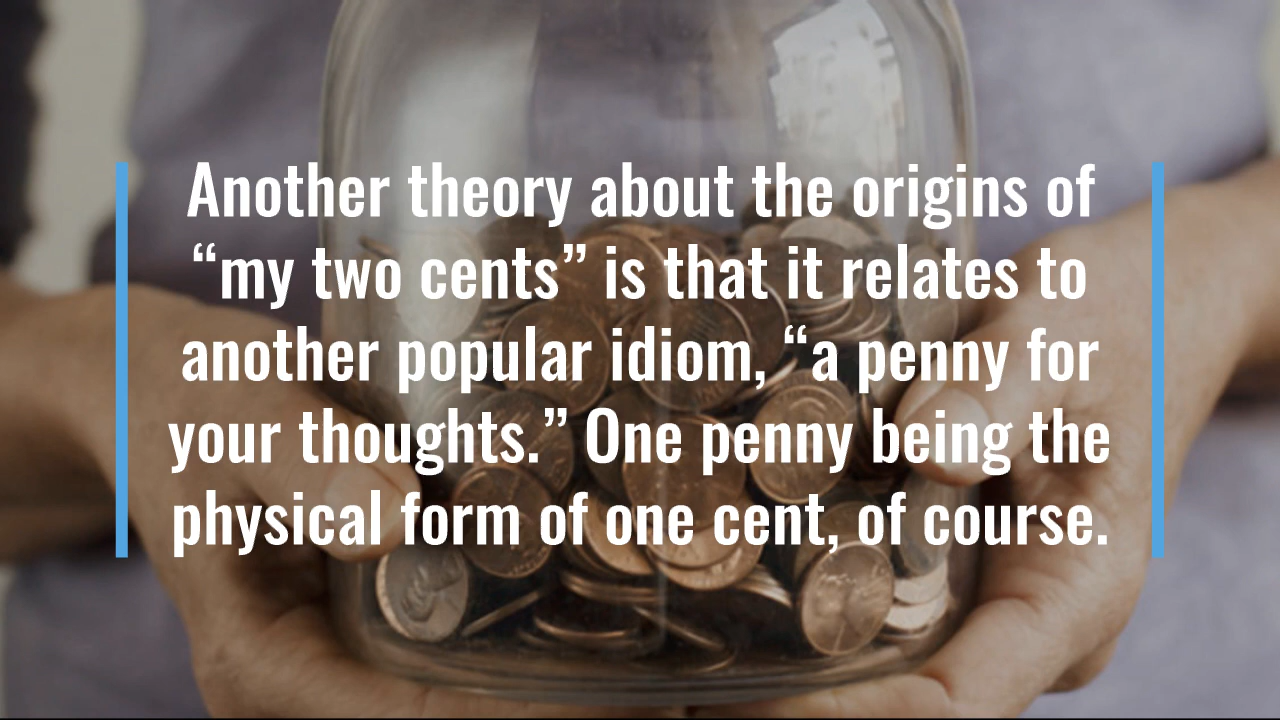 Another theory about the origins of
“my two cents” is that it relates to
another popular idiom, “a penny for
your thoughts.” One penny being the
physical form of one cent, of course.